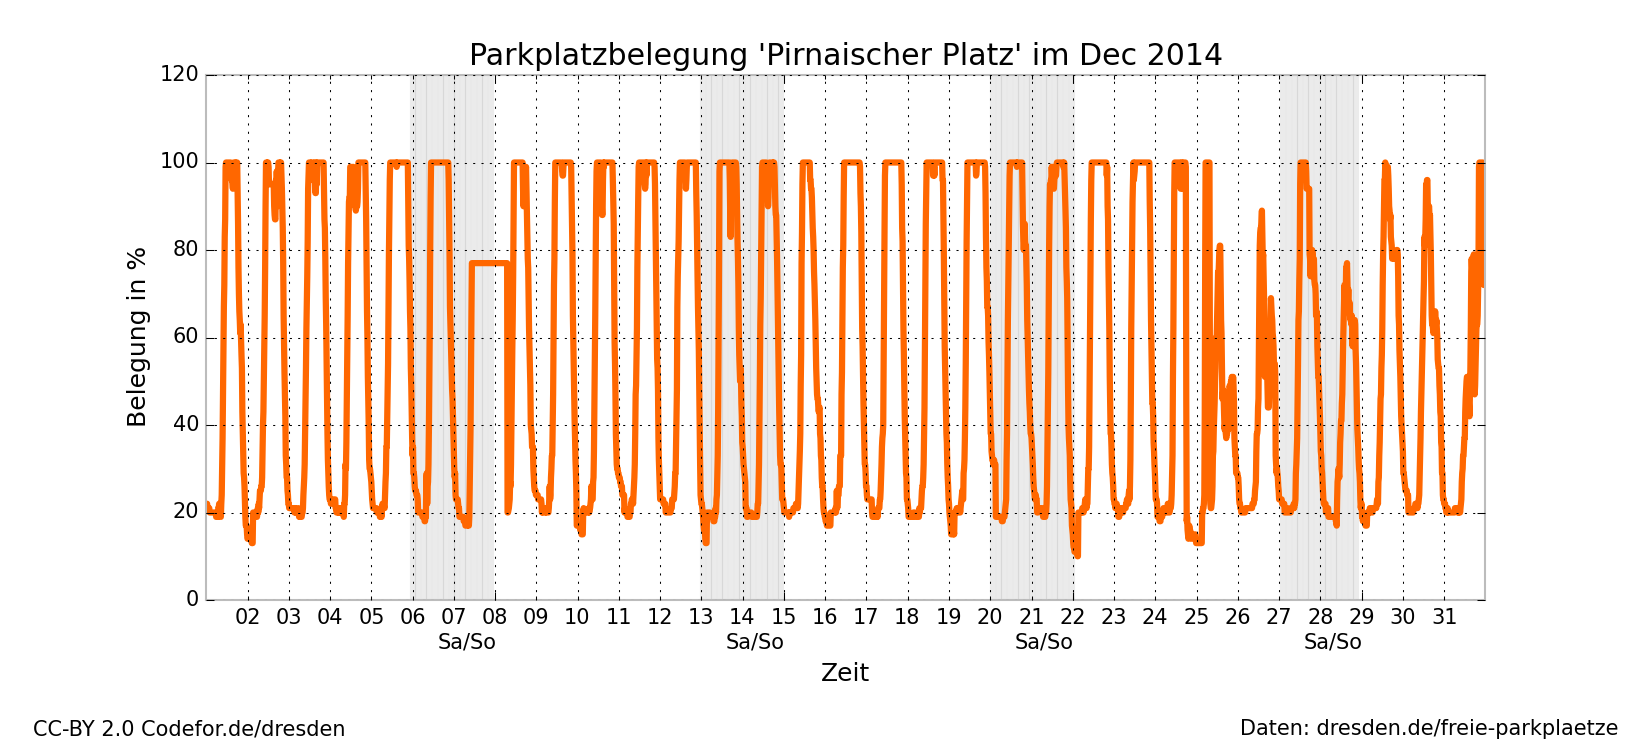 Parkplatzbelegung 'Pirnaischer Platz' im Dec 2014
120
100
80
60
40
20
0
Belegung in %
02 03 04 05 06 07 08 09 10 11 12 13 14 15 16 17 18 19 20 21 22 23 24 25 26 27 28 29 30 31
Sa/So Sa/So Sa/So Sa/So
Zeit
CC-BY 2.0 Codefor.de/dresden
Daten: dresden.de/freie-parkplaetze